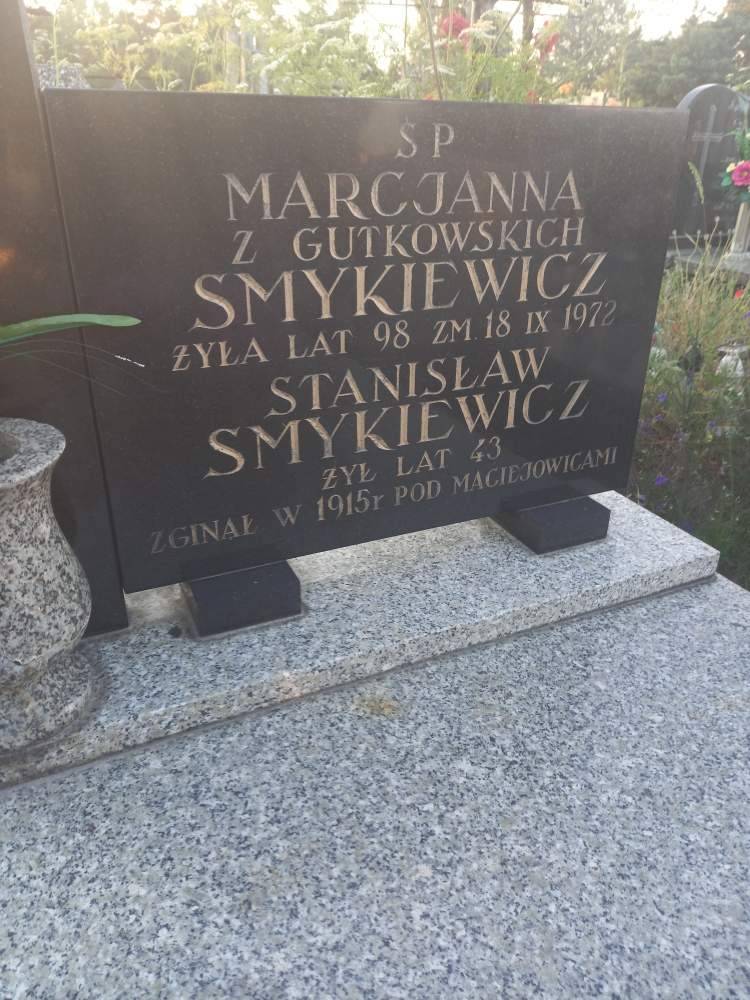 Ś P
MARCJANNA
Z GUTKOWSKICH
SMYKIEWICZ
ŻYŁA LAT 98 ZM. 18 IX 1972
STANISŁAW
SMYKIEWICZ
ŻYŁ LAT 43
ZGINAŁ W 1915r POD MACIEJOWICAMI